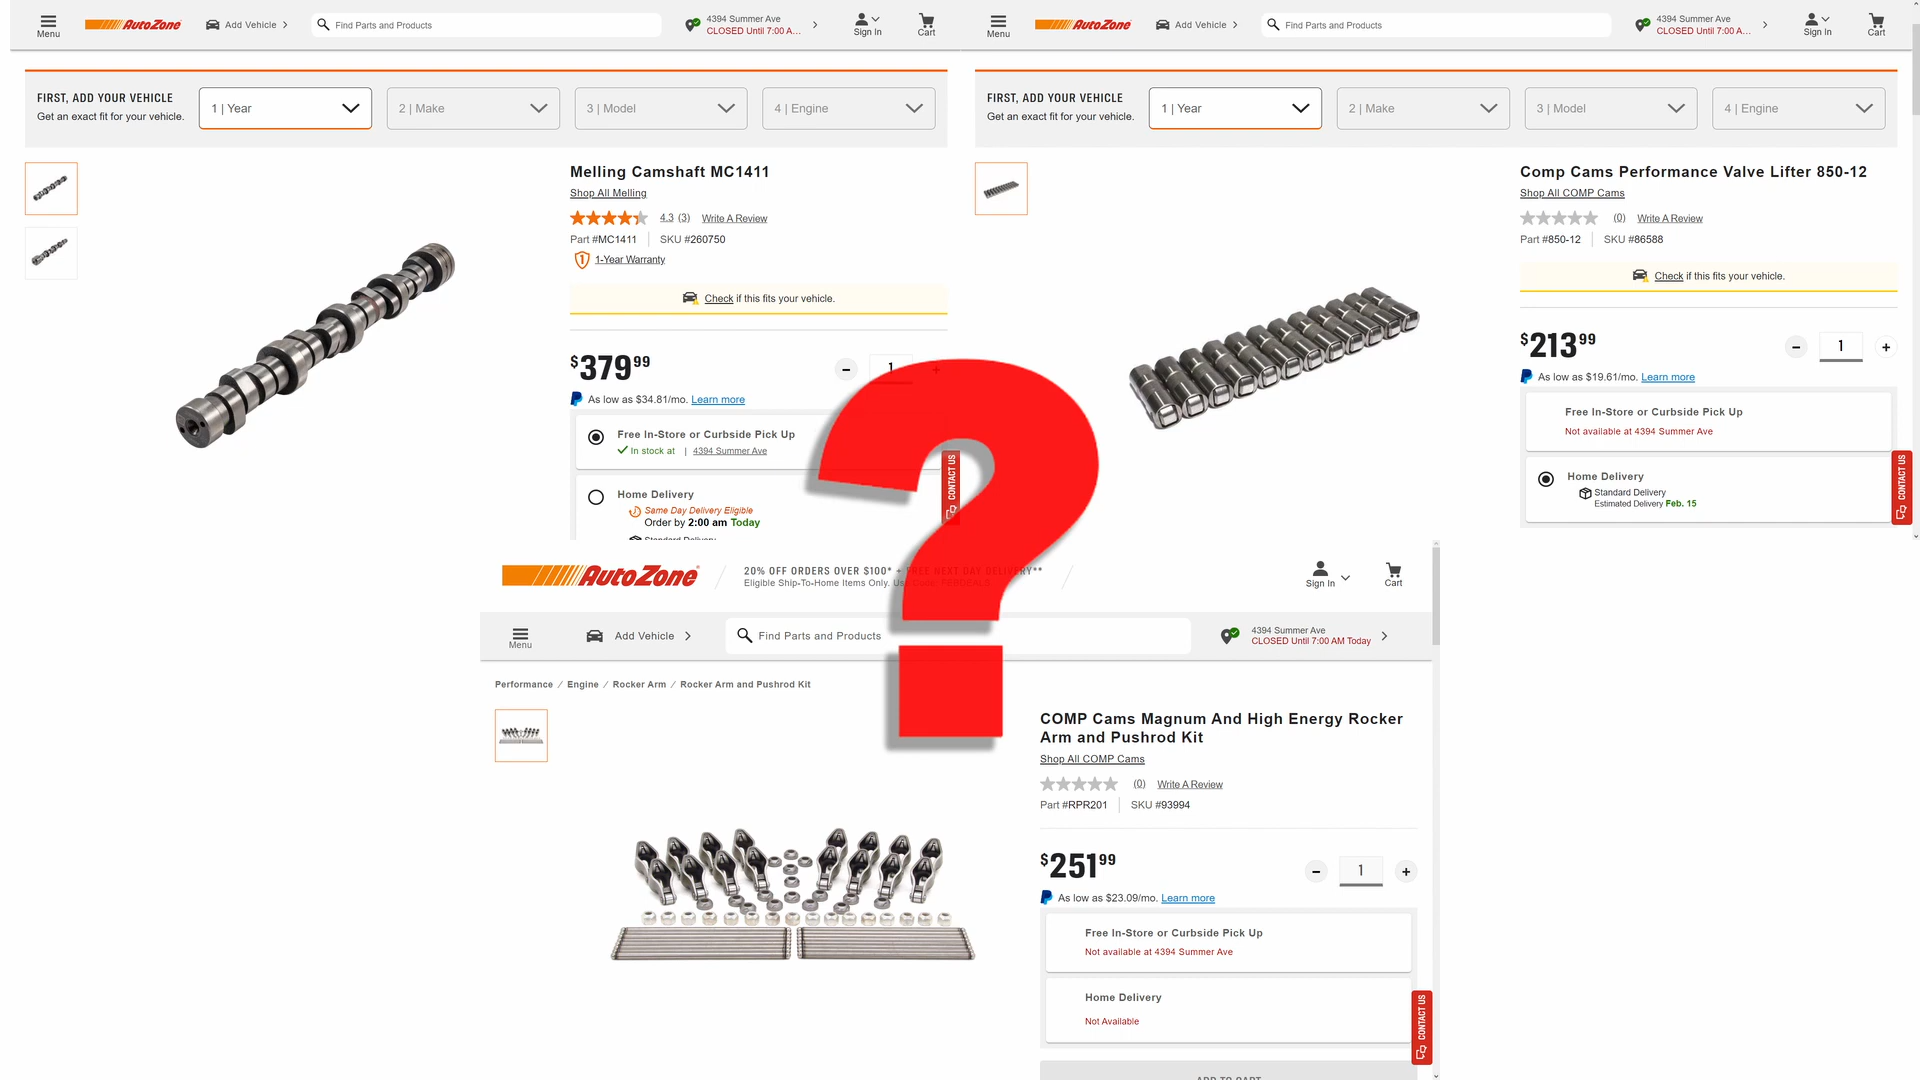 Menu
AutoZone
Add Vehicle
Find Parts and Products
4394 Summer Ave
CLOSED Until 7:00 A...
Sign In
Cart
FIRST, ADD YOUR VEHICLE
Get an exact fit for your vehicle.
1 | Year
2 | Make
3 | Model
4 | Engine
Melling Camshaft MC1411
Shop All Melling
4.3 (3) Write A Review
Part #MC1411 SKU #260750
1-Year Warranty
Check if this fits your vehicle.
$379.99
1
As low as $34.81/mo. Learn more
Free In-Store or Curbside Pick Up
In stock at | 4394 Summer Ave
Home Delivery
Same Day Delivery Eligible
Order by 2:00 am Today
Standard Delivery
CONTACT US
Menu
AutoZone
Add Vehicle
Find Parts and Products
4394 Summer Ave
CLOSED Until 7:00 A...
Sign In
Cart
FIRST, ADD YOUR VEHICLE
Get an exact fit for your vehicle.
1 | Year
2 | Make
3 | Model
4 | Engine
Comp Cams Performance Valve Lifter 850-12
Shop All COMP Cams
(0) Write A Review
Part #850-12 SKU #86588
Check if this fits your vehicle.
$213.99
1
As low as $19.61/mo. Learn more
Free In-Store or Curbside Pick Up
Not available at 4394 Summer Ave
Home Delivery
Standard Delivery
Estimated Delivery Feb. 15
CONTACT US
?
AutoZone
20% OFF ORDERS OVER $100* + FREE NEXT DAY DELIVERY**
Eligible Ship-To-Home Items Only.
Sign In
Cart
Menu
Add Vehicle
Find Parts and Products
4394 Summer Ave
CLOSED Until 7:00 AM Today
Performance / Engine / Rocker Arm / Rocker Arm and Pushrod Kit
COMP Cams Magnum And High Energy Rocker
Arm and Pushrod Kit
Shop All COMP Cams
(0) Write A Review
Part #RPR201 SKU #93994
$251.99
1
As low as $23.09/mo. Learn more
Free In-Store or Curbside Pick Up
Not available at 4394 Summer Ave
Home Delivery
Not Available
CONTACT US
ADD TO CART